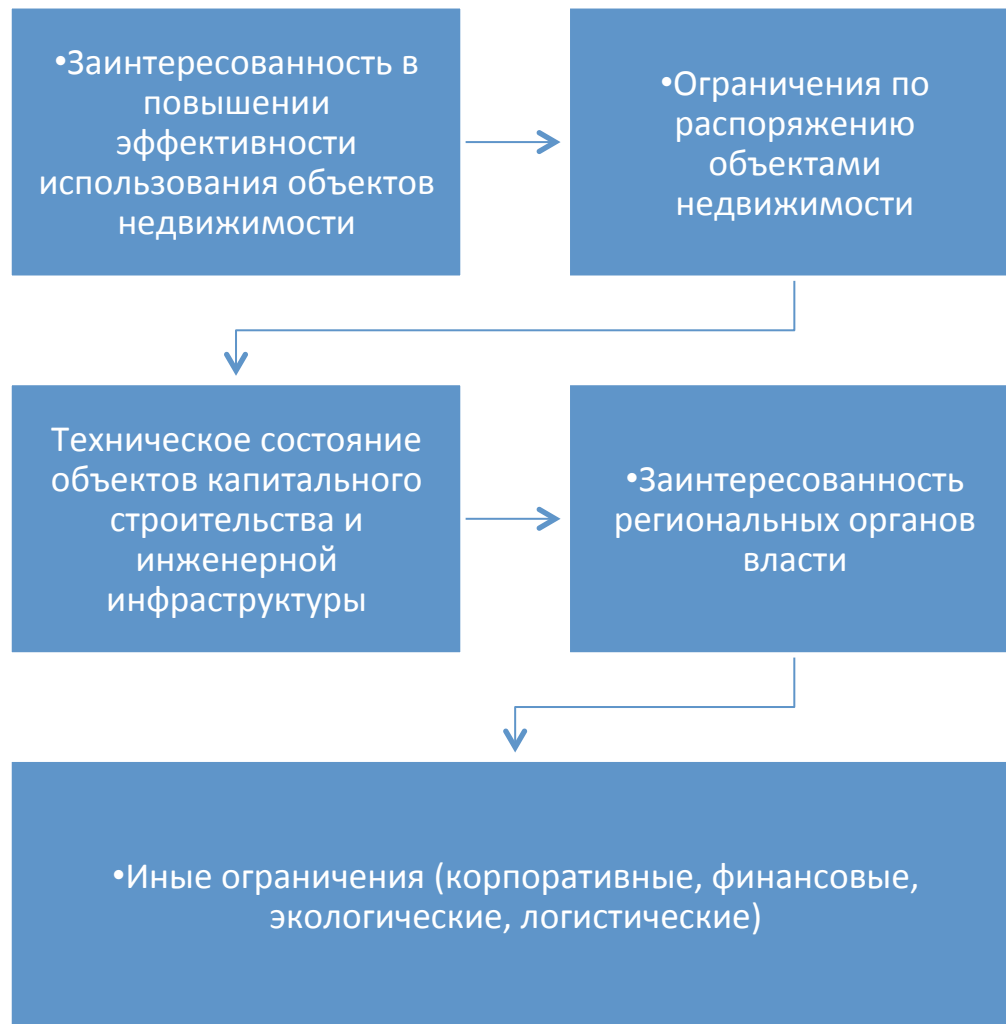 •Заинтересованность в
повышении
эффективности
использования объектов
недвижимости
•Ограничения по
распоряжению
объектами
недвижимости
Техническое состояние
объектов капитального
строительства и
инженерной
инфраструктуры
•Заинтересованность
региональных органов
власти
•Иные ограничения (корпоративные, финансовые,
экологические, логистические)